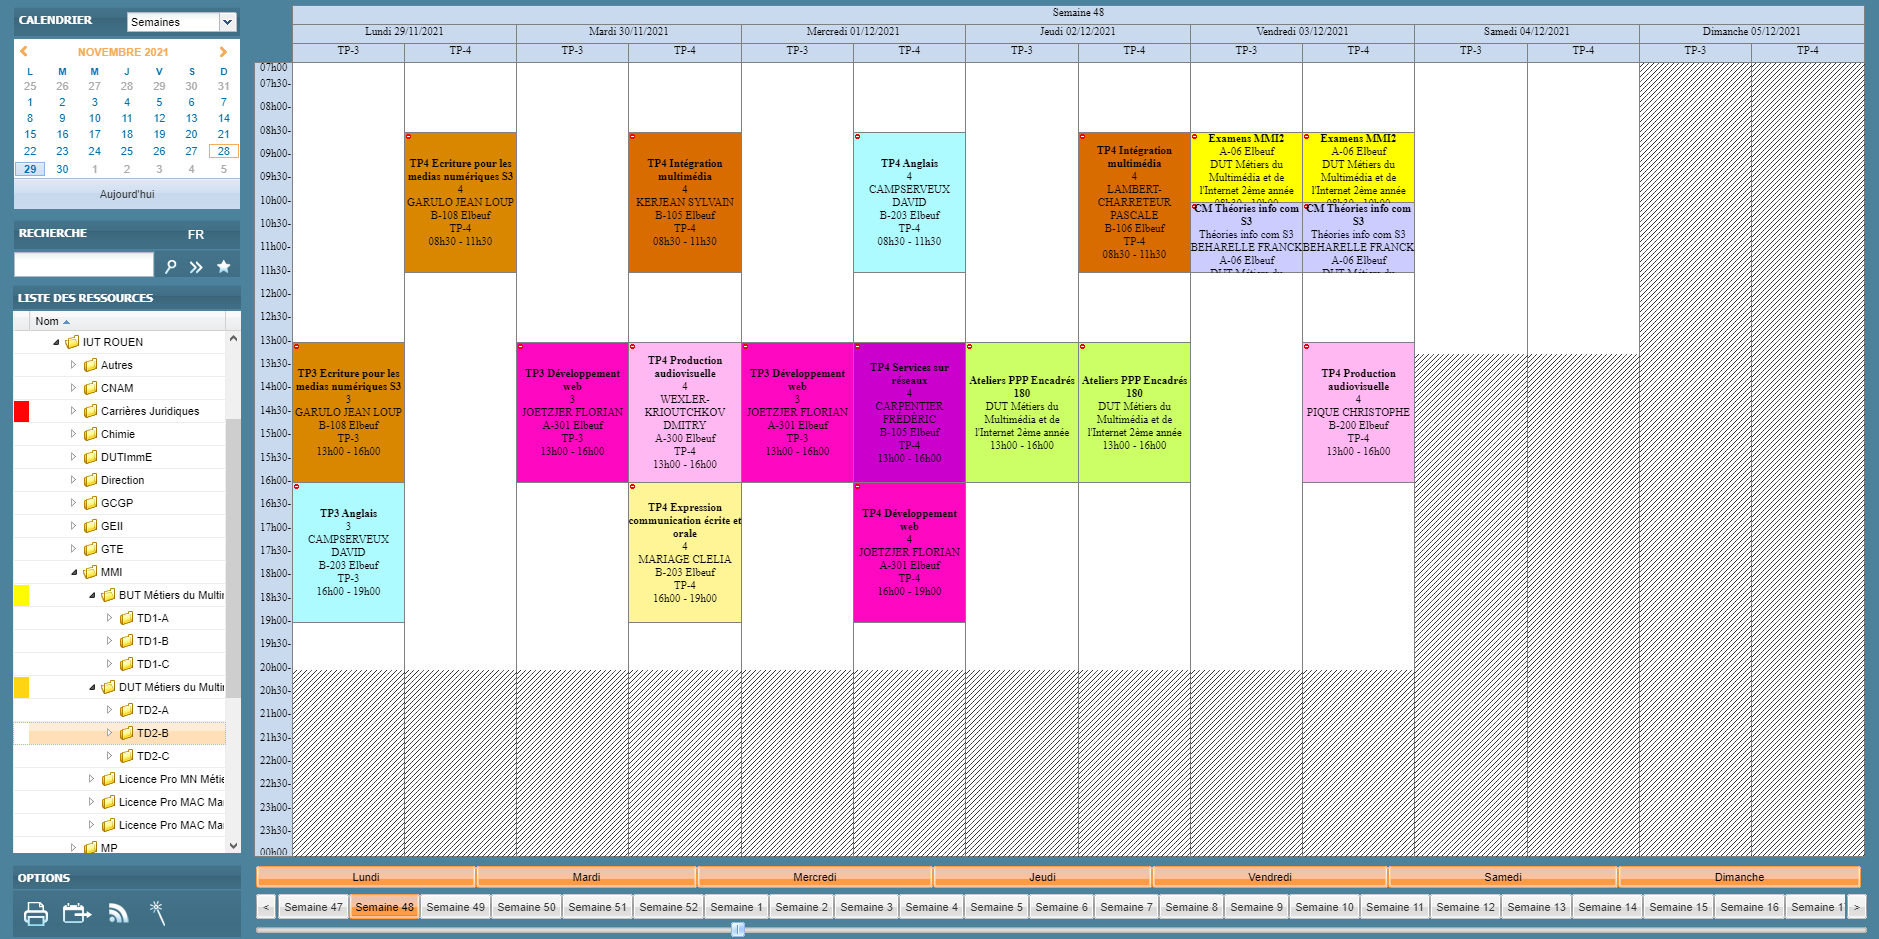 CALENDRIER
Semaines
NOVEMBRE 2021
L M M J V S D
25 26 27 28 29 30 31
1 2 3 4 5 6 7
8 9 10 11 12 13 14
15 16 17 18 19 20 21
22 23 24 25 26 27 28
29 30 1 2 3 4 5
Aujourd'hui
RECHERCHE FR
LISTE DES RESSOURCES
Nom
IUT ROUEN
Autres
CNAM
Carrières Juridiques
Chimie
DUTImmE
Direction
GCGP
GEII
GTE
MMI
BUT Métiers du Multir
TD1-A
TD1-B
TD1-C
DUT Métiers du Multir
TD2-A
TD2-B
TD2-C
Licence Pro MN Métie
Licence Pro MAC Mar
Licence Pro MAC Mar
MP
OPTIONS
Semaine 48
Lundi 29/11/2021 Mardi 30/11/2021 Mercredi 01/12/2021 Jeudi 02/12/2021 Vendredi 03/12/2021 Samedi 04/12/2021 Dimanche 05/12/2021
TP-3 TP-4 TP-3 TP-4 TP-3 TP-4 TP-3 TP-4 TP-3 TP-4 TP-3 TP-4 TP-3 TP-4
07h00
07h30-
08h00-
08h30-
09h00-
09h30-
10h00-
10h30-
11h00-
11h30-
12h00-
12h30-
13h00-
13h30-
14h00-
14h30-
15h00-
15h30-
16h00-
16h30-
17h00-
17h30-
18h00-
18h30-
19h00-
19h30-
20h00-
20h30-
21h00-
21h30-
22h00-
22h30-
23h00-
23h30-
00h00
TP3 Ecriture pour les
medias numériques S3
3
GARULO JEAN LOUP
B-108 Elbeuf
TP-3
13h00 - 16h00
TP3 Anglais
3
CAMPSERVEUX
DAVID
B-203 Elbeuf
TP-3
16h00 - 19h00
TP4 Ecriture pour les
medias numériques S3
4
GARULO JEAN LOUP
B-108 Elbeuf
TP-4
08h30 - 11h30
TP3 Développement
web
3
JOETZJER FLORIAN
A-301 Elbeuf
TP-3
13h00 - 16h00
TP4 Intégration
multimédia
4
KERJEAN SYLVAIN
B-105 Elbeuf
TP-4
08h30 - 11h30
TP4 Production
audiovisuelle
4
WEXLER-
KRIOUTCHKOV
DMITRY
A-300 Elbeuf
TP-4
13h00 - 16h00
TP4 Expression
communication écrite et
orale
4
MARIAGE CLELIA
B-203 Elbeuf
TP-4
16h00 - 19h00
TP3 Développement
web
3
JOETZJER FLORIAN
A-301 Elbeuf
TP-3
13h00 - 16h00
TP4 Anglais
4
CAMPSERVEUX
DAVID
B-203 Elbeuf
TP-4
08h30 - 11h30
TP4 Services sur
réseaux
4
CARPENTIER
FRÉDÉRIC
B-105 Elbeuf
TP-4
13h00 - 16h00
TP4 Développement
web
4
JOETZJER FLORIAN
A-301 Elbeuf
TP-4
16h00 - 19h00
Ateliers PPP Encadrés
180
DUT Métiers du
Multimédia et de
l'Internet 2ème année
13h00 - 16h00
TP4 Intégration
multimédia
4
LAMBERT-
CHARRETEUR
PASCALE
B-106 Elbeuf
TP-4
08h30 - 11h30
Ateliers PPP Encadrés
180
DUT Métiers du
Multimédia et de
l'Internet 2ème année
13h00 - 16h00
Examens MMI2
A-06 Elbeuf
DUT Métiers du
Multimédia et de
l'Internet 2ème année
08h30 - 10h00
CM Théories info com
S3
Théories info com S3
BEHARELLE FRANCK
A-06 Elbeuf
DUT Métiers du
Examens MMI2
A-06 Elbeuf
DUT Métiers du
Multimédia et de
l'Internet 2ème année
08h30 - 10h00
CM Théories info com
S3
Théories info com S3
BEHARELLE FRANCK
A-06 Elbeuf
DUT Métiers du
TP4 Production
audiovisuelle
4
PIQUE CHRISTOPHE
B-200 Elbeuf
TP-4
13h00 - 16h00
Lundi Mardi Mercredi Jeudi Vendredi Samedi Dimanche
< Semaine 47 Semaine 48 Semaine 49 Semaine 50 Semaine 51 Semaine 52 Semaine 1 Semaine 2 Semaine 3 Semaine 4 Semaine 5 Semaine 6 Semaine 7 Semaine 8 Semaine 9 Semaine 10 Semaine 11 Semaine 12 Semaine 13 Semaine 14 Semaine 15 Semaine 16 Semaine 1 >